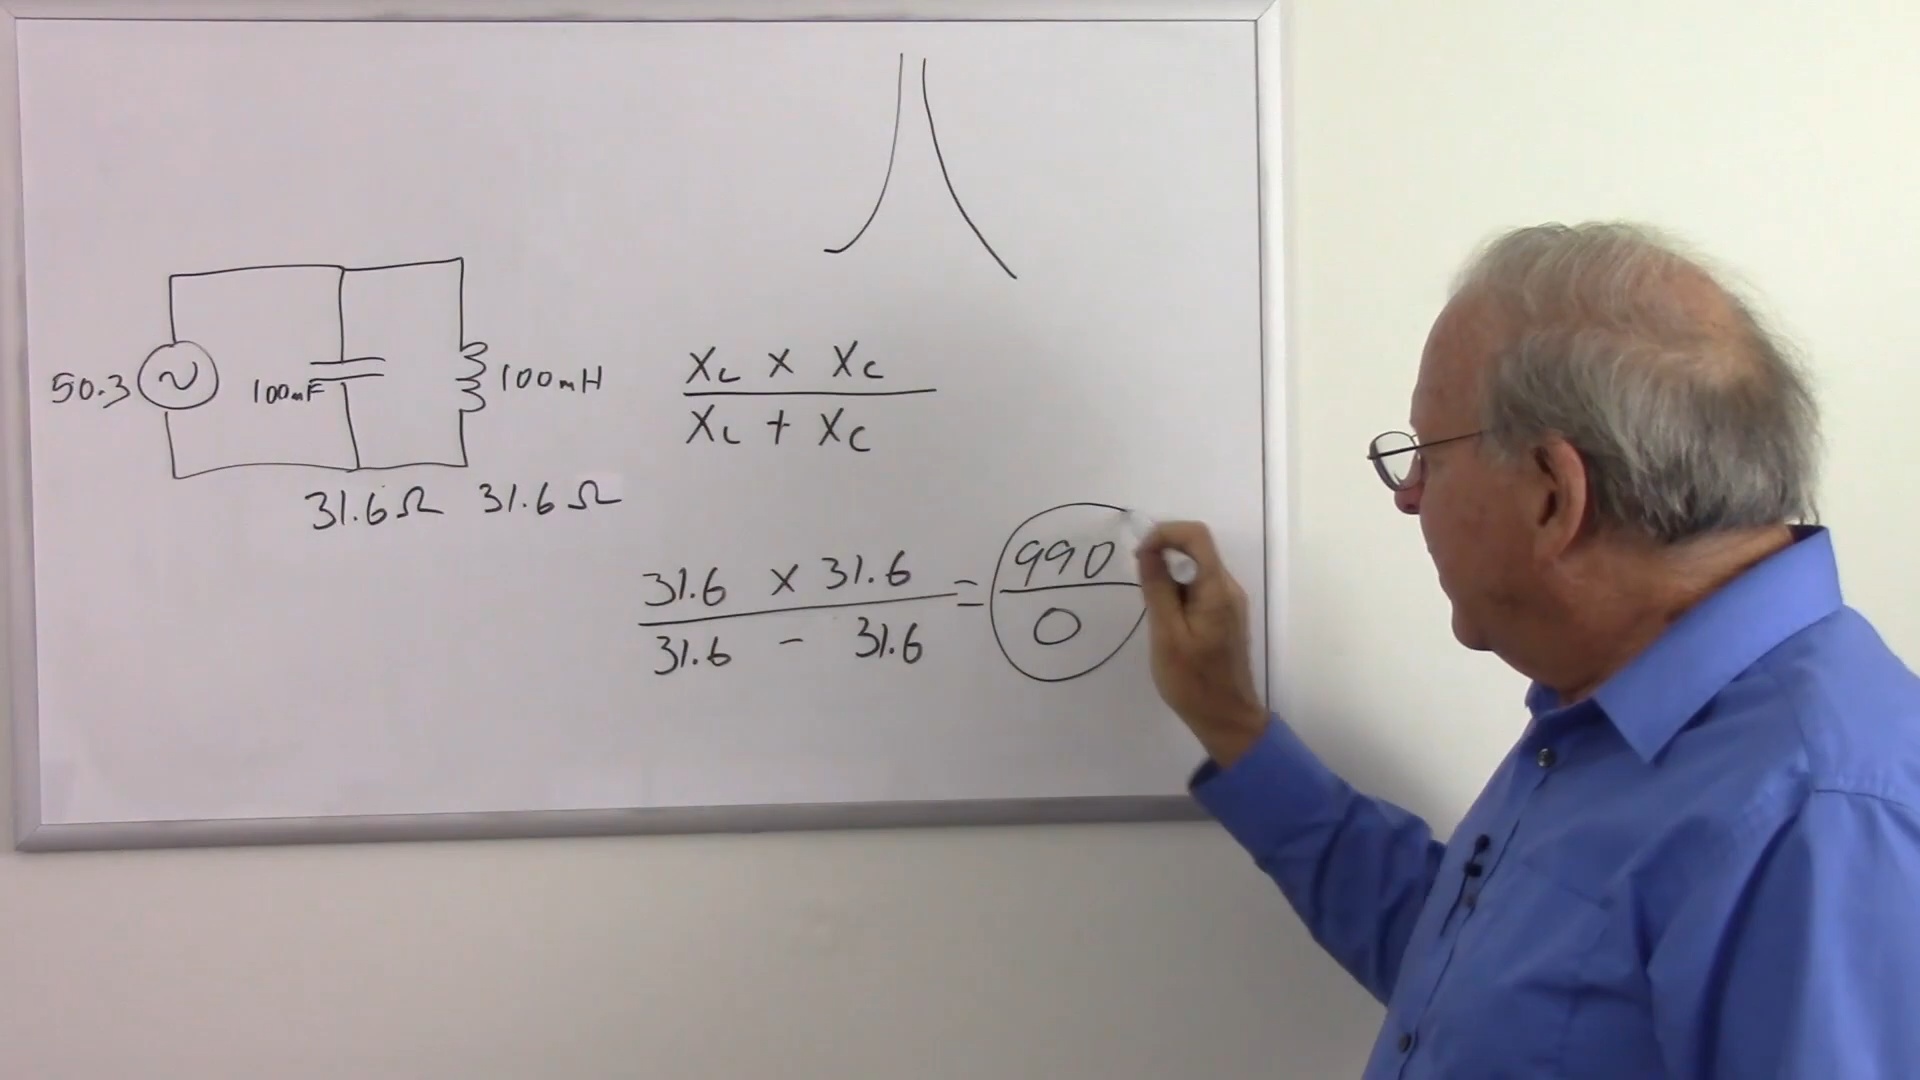 50.3
100mF
100mH
31.6Ω 31.6Ω
XL x XC
XL + XC
31.6 x 31.6
31.6 - 31.6
=
990
0